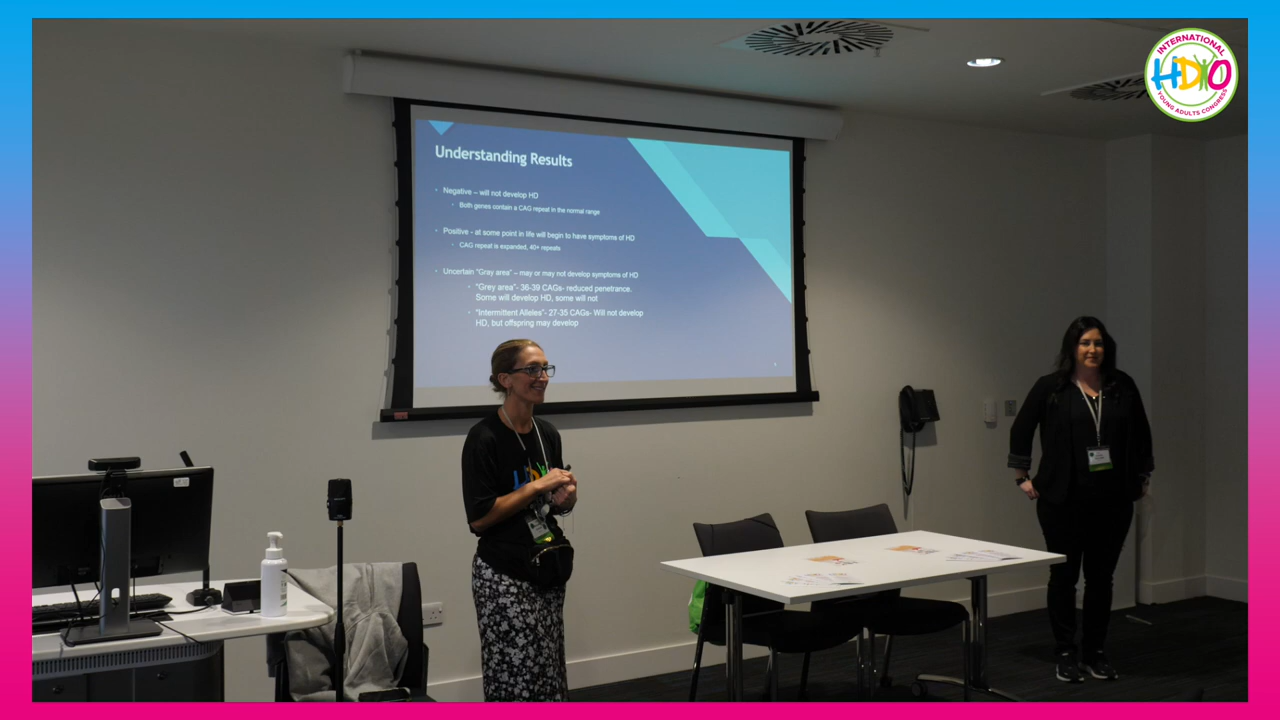 INTERNATIONAL
HDYO
YOUNG ADULTS CONGRESS
Understanding Results
• Negative – will not develop HD
• Both genes contain a CAG repeat in the normal range
• Positive - at some point in life will begin to have symptoms of HD
• CAG repeat is expanded, 40+ repeats
• Uncertain "Gray area" – may or may not develop symptoms of HD
• "Grey area"- 36-39 CAGs- reduced penetrance.
Some will develop HD, some will not
• "Intermittent Alleles"- 27-35 CAGs- Will not develop
HD, but offspring may develop